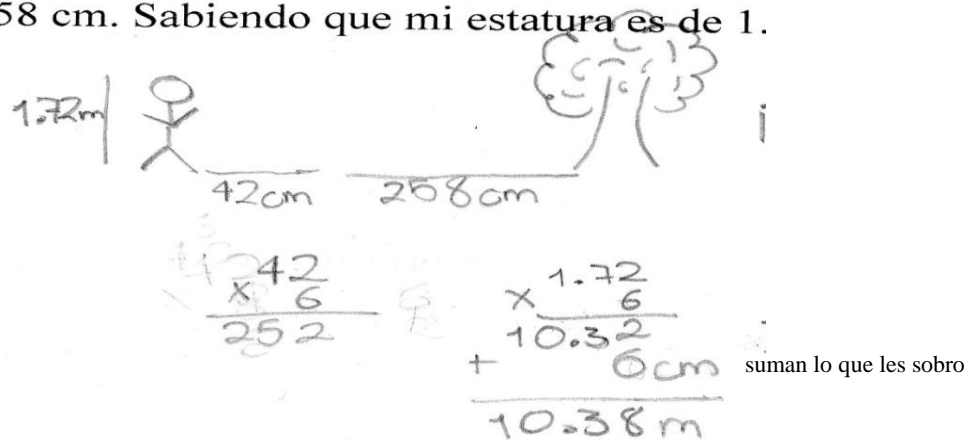 58 cm. Sabiendo que mi estatura es de 1.
1.72m
42cm 258cm
42
x 6
252
1.72
x 6
10.32
+ 6cm suman lo que les sobro
10.38m